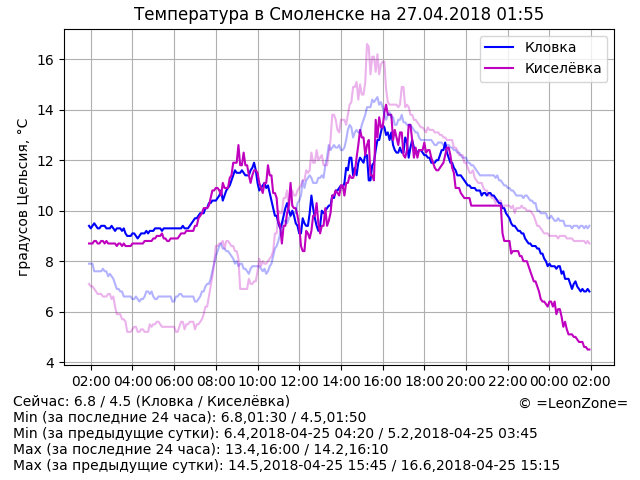 Температура в Смоленске на 27.04.2018 01:55
Кловка
Киселёвка
градусов Цельсия, °C
16
14
12
10
8
6
4
02:00 04:00 06:00 08:00 10:00 12:00 14:00 16:00 18:00 20:00 22:00 00:00 02:00
Сейчас: 6.8 / 4.5 (Кловка / Киселёвка)
© =LeonZone=
Min (за последние 24 часа): 6.8,01:30 / 4.5,01:50
Min (за предыдущие сутки): 6.4,2018-04-25 04:20 / 5.2,2018-04-25 03:45
Max (за последние 24 часа): 13.4,16:00 / 14.2,16:10
Max (за предыдущие сутки): 14.5,2018-04-25 15:45 / 16.6,2018-04-25 15:15